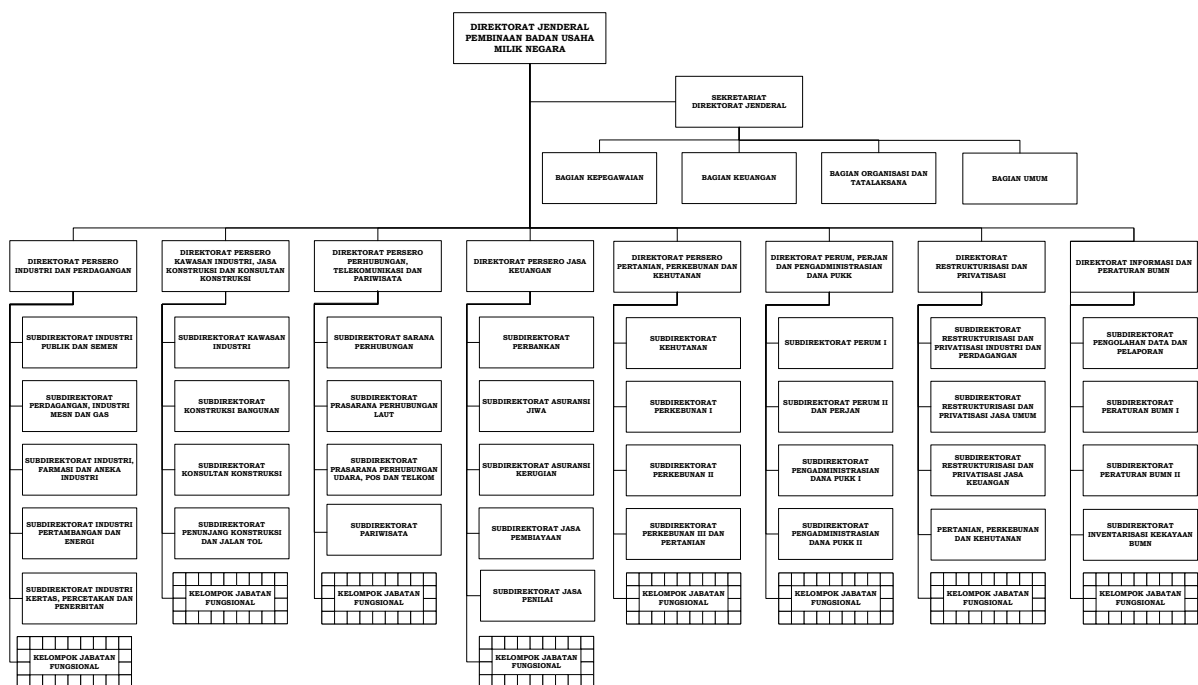 DIREKTORAT JENDERAL
PEMBINAAN BADAN USAHA
MILIK NEGARA
SEKRETARIAT
DIREKTORAT JENDERAL
BAGIAN KEPEGAWAIAN
BAGIAN KEUANGAN
BAGIAN ORGANISASI DAN
TATALAKSANA
BAGIAN UMUM
DIREKTORAT PERSERO
INDUSTRI DAN PERDAGANGAN
SUBDIREKTORAT INDUSTRI
PUBLIK DAN SEMEN
SUBDIREKTORAT
PERDAGANGAN, INDUSTRI
MESN DAN GAS
SUBDIREKTORAT INDUSTRI,
FARMASI DAN ANEKA
INDUSTRI
SUBDIREKTORAT INDUSTRI
PERTAMBANGAN DAN
ENERGI
SUBDIREKTORAT INDUSTRI
KERTAS, PERCETAKAN DAN
PENERBITAN
KELOMPOK JABATAN
FUNGSIONAL
DIREKTORAT PERSERO
KAWASAN INDUSTRI, JASA
KONSTRUKSI DAN KONSULTAN
KONSTRUKSI
SUBDIREKTORAT KAWASAN
INDUSTRI
SUBDIREKTORAT
KONSTRUKSI BANGUNAN
SUBDIREKTORAT
KONSULTAN KONSTRUKSI
SUBDIREKTORAT
PENUNJANG KONSTRUKSI
DAN JALAN TOL
KELOMPOK JABATAN
FUNGSIONAL
DIREKTORAT PERSERO
PERHUBUNGAN,
TELEKOMUNIKASI DAN
PARIWISATA
SUBDIREKTORAT SARANA
PERHUBUNGAN
SUBDIREKTORAT
PRASARANA PERHUBUNGAN
LAUT
SUBDIREKTORAT
PRASARANA PERHUBUNGAN
UDARA, POS DAN TELKOM
SUBDIREKTORAT
PARIWISATA
KELOMPOK JABATAN
FUNGSIONAL
DIREKTORAT PERSERO JASA
KEUANGAN
SUBDIREKTORAT
PERBANKAN
SUBDIREKTORAT ASURANSI
JIWA
SUBDIREKTORAT ASURANSI
KERUGIAN
SUBDIREKTORAT JASA
PEMBIAYAAN
SUBDIREKTORAT JASA
PENILAI
KELOMPOK JABATAN
FUNGSIONAL
DIREKTORAT PERSERO
PERTANIAN, PERKEBUNAN DAN
KEHUTANAN
SUBDIREKTORAT
KEHUTANAN
SUBDIREKTORAT
PERKEBUNAN I
SUBDIREKTORAT
PERKEBUNAN II
SUBDIREKTORAT
PERKEBUNAN III DAN
PERTANIAN
KELOMPOK JABATAN
FUNGSIONAL
DIREKTORAT PERUM, PERJAN
DAN PENGADMINISTRASIAN
DANA PUKK
SUBDIREKTORAT PERUM I
SUBDIREKTORAT PERUM II
DAN PERJAN
SUBDIREKTORAT
PENGADMINISTRASIAN
DANA PUKK I
SUBDIREKTORAT
PENGADMINISTRASIAN
DANA PUKK II
KELOMPOK JABATAN
FUNGSIONAL
DIREKTORAT
RESTRUKTURISASI DAN
PRIVATISASI
SUBDIREKTORAT
RESTRUKTURISASI DAN
PRIVATISASI INDUSTRI DAN
PERDAGANGAN
SUBDIREKTORAT
RESTRUKTURISASI DAN
PRIVATISASI JASA UMUM
SUBDIREKTORAT
RESTRUKTURISASI DAN
PRIVATISASI JASA
KEUANGAN
PERTANIAN, PERKEBUNAN
DAN KEHUTANAN
KELOMPOK JABATAN
FUNGSIONAL
DIREKTORAT INFORMASI DAN
PERATURAN BUMN
SUBDIREKTORAT
PENGOLAHAN DATA DAN
PELAPORAN
SUBDIREKTORAT
PERATURAN BUMN I
SUBDIREKTORAT
PERATURAN BUMN II
SUBDIREKTORAT
INVENTARISASI KEKAYAAN
BUMN
KELOMPOK JABATAN
FUNGSIONAL